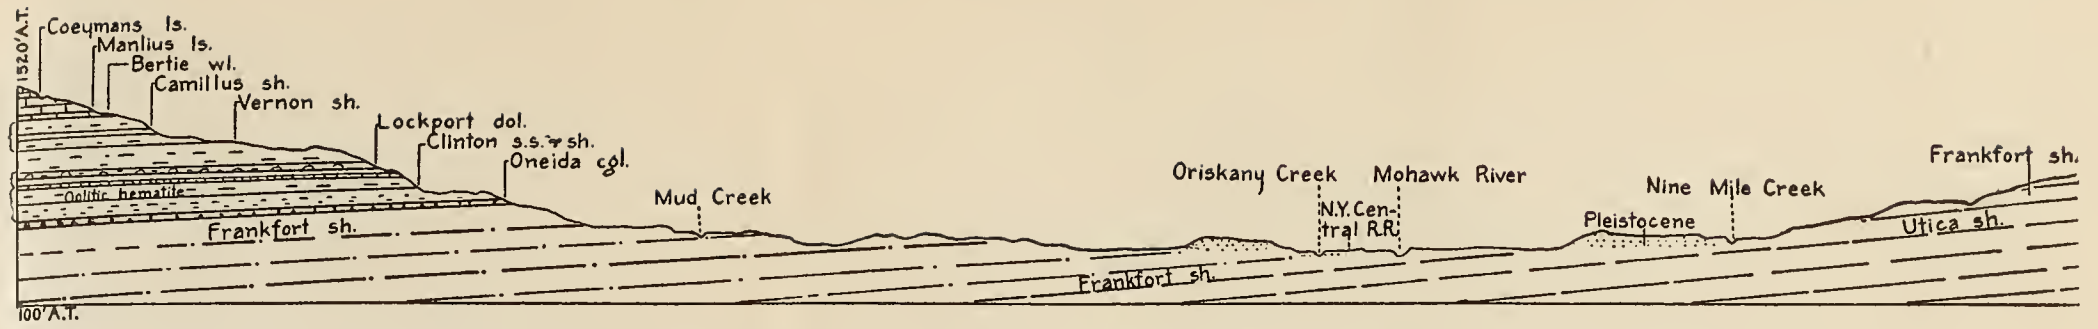 1520'A.T.
Coeymans ls.
Manlius ls.
Bertie wl.
Camillus sh.
Vernon sh.
Lockport dol.
Clinton s.s. & sh.
Oneida cgl.
Oolitic hematite
Frankfort sh.
Mud Creek
Oriskany Creek
N.Y. Cen-
tral R.R.
Mohawk River
Pleistocene
Nine Mile Creek
Frankfort sh.
Utica sh.
Frankfort sh.
100'A.T.